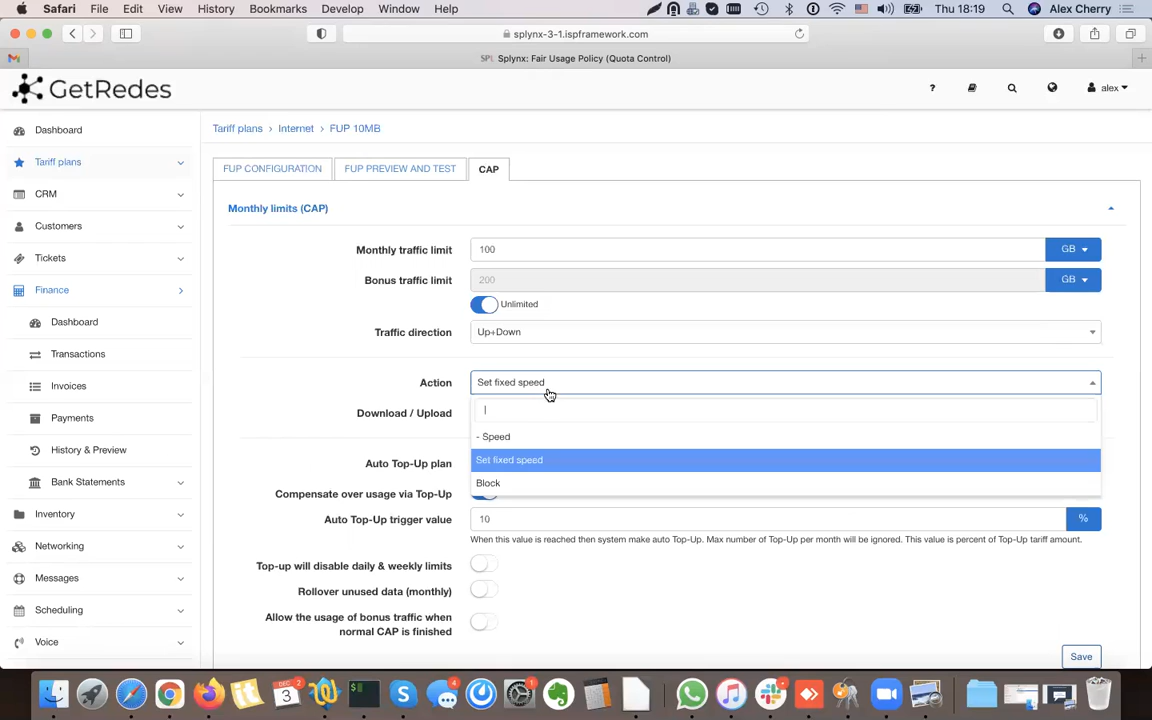 Safari File Edit View History Bookmarks Develop Window Help Thu 18:19 Alex Cherry
splynx-3-1.ispframework.com
SPL Splynx: Fair Usage Policy (Quota Control)
GetRedes ? alex
Dashboard
Tariff plans
CRM
Customers
Tickets
Finance
Dashboard
Transactions
Invoices
Payments
History & Preview
Bank Statements
Inventory
Networking
Messages
Scheduling
Voice
Tariff plans > Internet > FUP 10MB
FUP CONFIGURATION FUP PREVIEW AND TEST CAP
Monthly limits (CAP)
Monthly traffic limit 100 GB
Bonus traffic limit 200 GB
Unlimited
Traffic direction Up+Down
Action Set fixed speed
Download / Upload
- Speed
Set fixed speed
Block
Auto Top-Up plan
Compensate over usage via Top-Up
Auto Top-Up trigger value 10 %
When this value is reached then system make auto Top-Up. Max number of Top-Up per month will be ignored. This value is percent of Top-Up tariff amount.
Top-up will disable daily & weekly limits
Rollover unused data (monthly)
Allow the usage of bonus traffic when
normal CAP is finished
Save
DEC 2
3
4
1